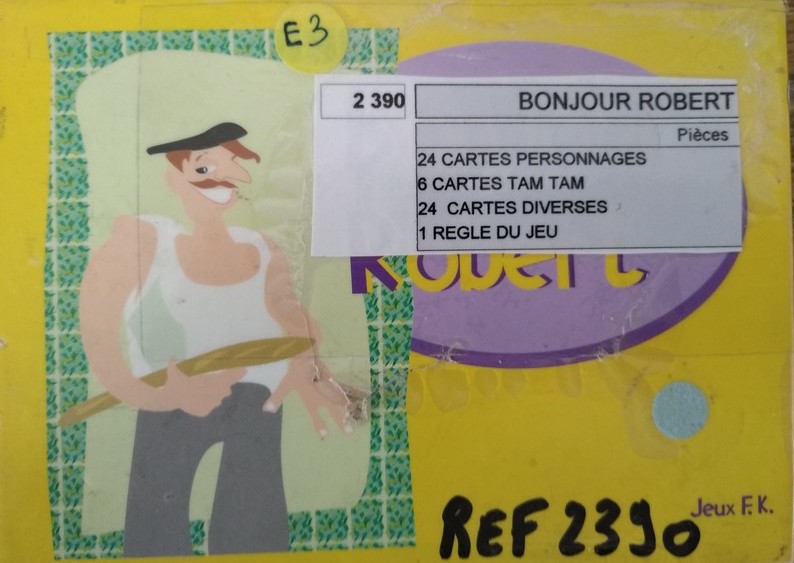 E3
2 390 BONJOUR ROBERT
Pièces
24 CARTES PERSONNAGES
6 CARTES TAM TAM
24 CARTES DIVERSES
1 REGLE DU JEU
Robert
Jeux F.K.
REF 2390